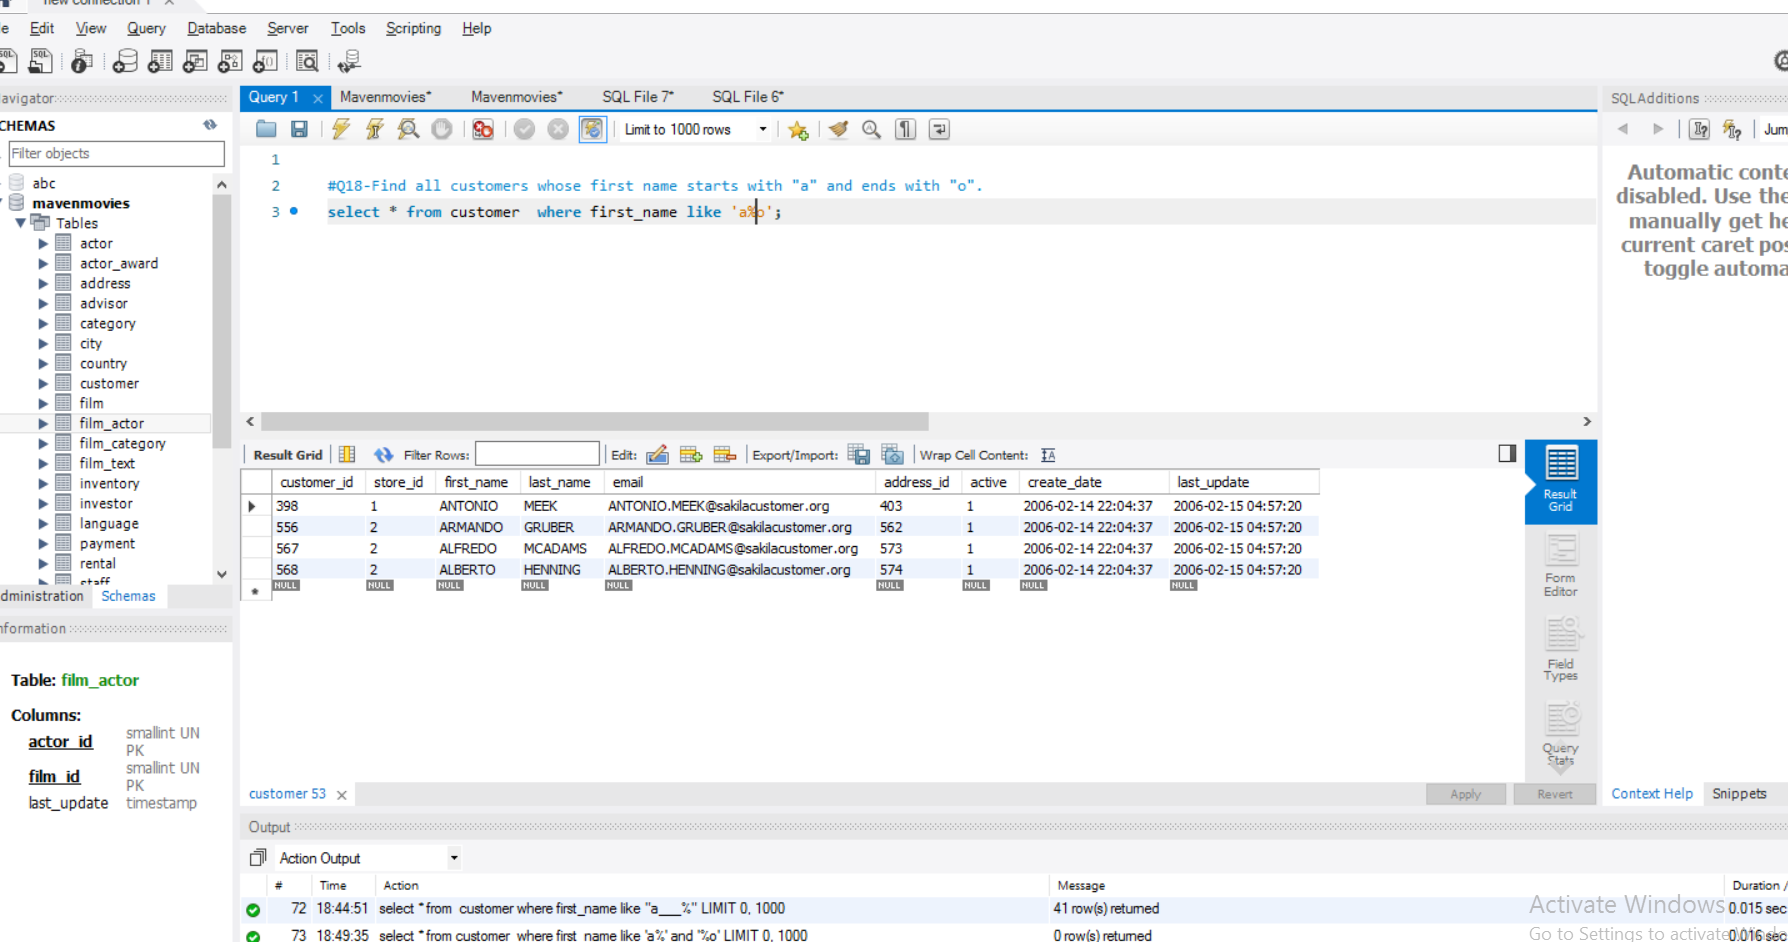 new connection 1
Edit View Query Database Server Tools Scripting Help
Query 1 Mavenmovies* Mavenmovies* SQL File 7* SQL File 6*
SCHEMAS
Filter objects
abc
mavenmovies
Tables
actor
actor_award
address
advisor
category
city
country
customer
film
film_actor
film_category
film_text
inventory
investor
language
payment
rental
staff
Schemas
Table: film_actor
Columns:
actor_id smallint UN
PK
film_id smallint UN
PK
last_update timestamp
Limit to 1000 rows
1
2 #Q18-Find all customers whose first name starts with "a" and ends with "o".
3 select * from customer  where first_name like 'a%o';
Result Grid Filter Rows: Edit: Export/Import: Wrap Cell Content:
customer_id store_id first_name last_name email address_id active create_date last_update
398 1 ANTONIO MEEK ANTONIO.MEEK@sakilacustomer.org 403 1 2006-02-14 22:04:37 2006-02-15 04:57:20
556 2 ARMANDO GRUBER ARMANDO.GRUBER@sakilacustomer.org 562 1 2006-02-14 22:04:37 2006-02-15 04:57:20
567 2 ALFREDO MCADAMS ALFREDO.MCADAMS@sakilacustomer.org 573 1 2006-02-14 22:04:37 2006-02-15 04:57:20
568 2 ALBERTO HENNING ALBERTO.HENNING@sakilacustomer.org 574 1 2006-02-14 22:04:37 2006-02-15 04:57:20
NULL NULL NULL NULL NULL NULL NULL NULL NULL
Result
Grid
Form
Editor
Field
Types
Query
Stats
customer 53 Apply Revert
Output
Action Output
# Time Action Message Duration /
72 18:44:51 select * from  customer where first_name like "a___%" LIMIT 0, 1000 41 row(s) returned 0.015 sec
73 18:49:35 select * from customer  where first_name like 'a%' and '%o' LIMIT 0, 1000 0 row(s) returned 0.016 sec
SQLAdditions
Automatic
disabled. Use the
manually get
current caret
toggle
Context Help Snippets
Activate Windows
Go to Settings to activate